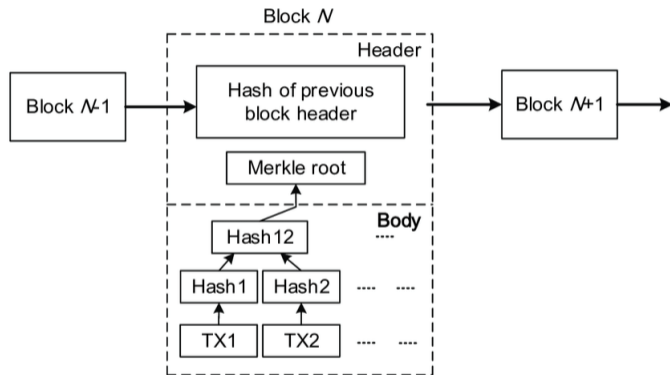 Block N
Header
Block N-1
Hash of previous
block header
Block N+1
Merkle root
Body
Hash12
Hash1
Hash2
TX1
TX2